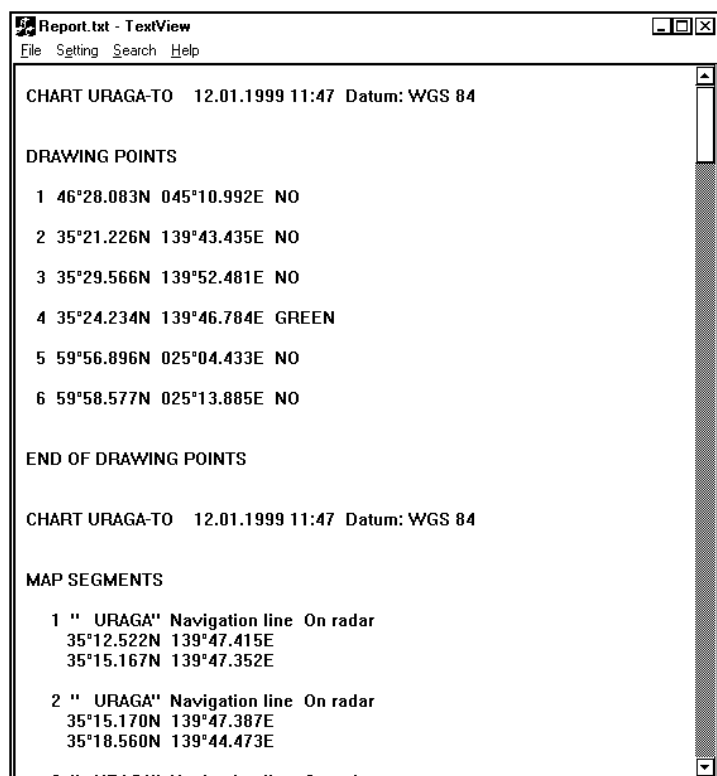 Report.txt - TextView
File Setting Search Help
CHART URAGA-TO 12.01.1999 11:47 Datum: WGS 84
DRAWING POINTS
1 46°28.083N 045°10.992E NO
2 35°21.226N 139°43.435E NO
3 35°29.566N 139°52.481E NO
4 35°24.234N 139°46.784E GREEN
5 59°56.896N 025°04.433E NO
6 59°58.577N 025°13.885E NO
END OF DRAWING POINTS
CHART URAGA-TO 12.01.1999 11:47 Datum: WGS 84
MAP SEGMENTS
1 " URAGA" Navigation line On radar
35°12.522N 139°47.415E
35°15.167N 139°47.352E
2 " URAGA" Navigation line On radar
35°15.170N 139°47.387E
35°18.560N 139°44.473E